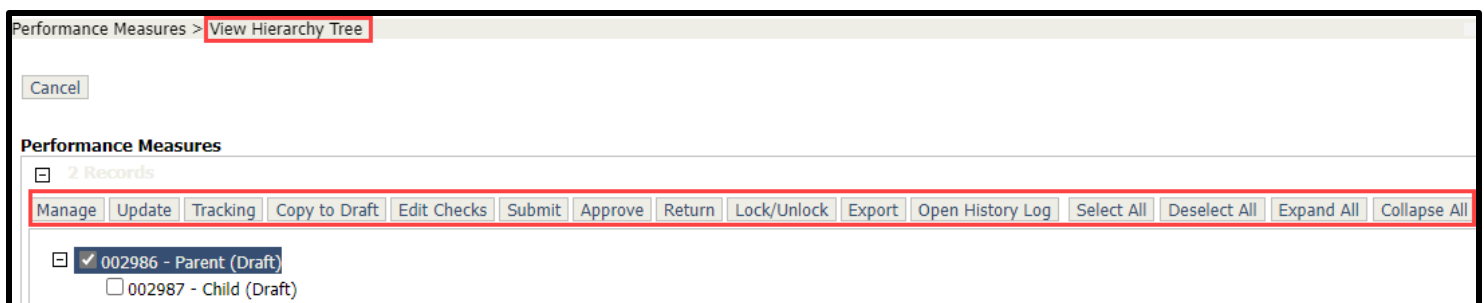 Performance Measures > View Hierarchy Tree
Cancel
Performance Measures
2 Records
Manage Update Tracking Copy to Draft Edit Checks Submit Approve Return Lock/Unlock Export Open History Log Select All Deselect All Expand All Collapse All
002986 - Parent (Draft)
002987 - Child (Draft)